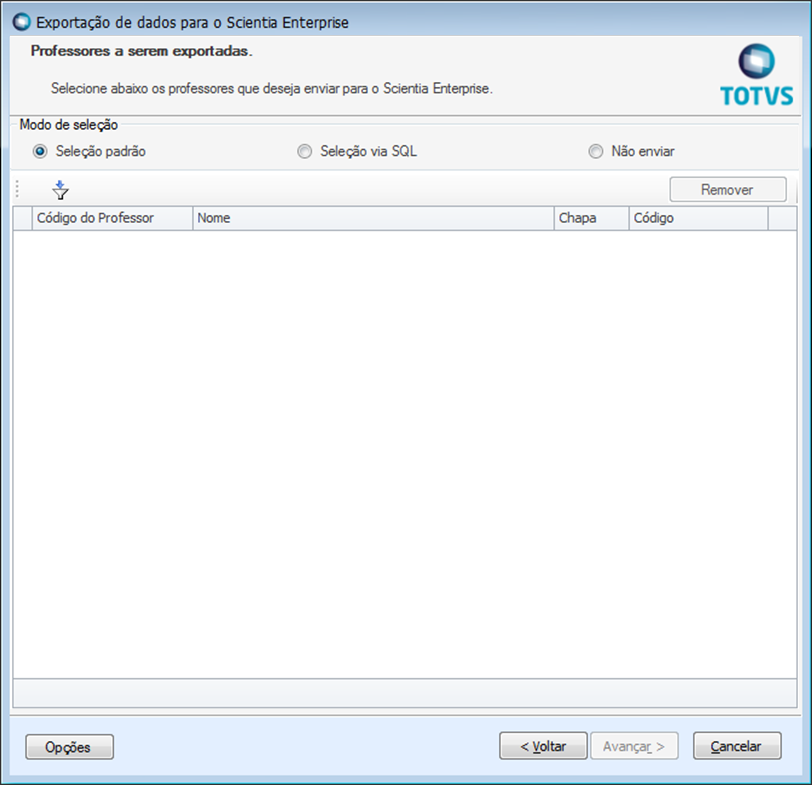 Exportação de dados para o Scientia Enterprise
Professores a serem exportadas.
Selecione abaixo os professores que deseja enviar para o Scientia Enterprise.
TOTVS
Modo de seleção
Seleção padrão Seleção via SQL Não enviar
Remover
Código do Professor Nome Chapa Código
Opções < Voltar Avançar > Cancelar